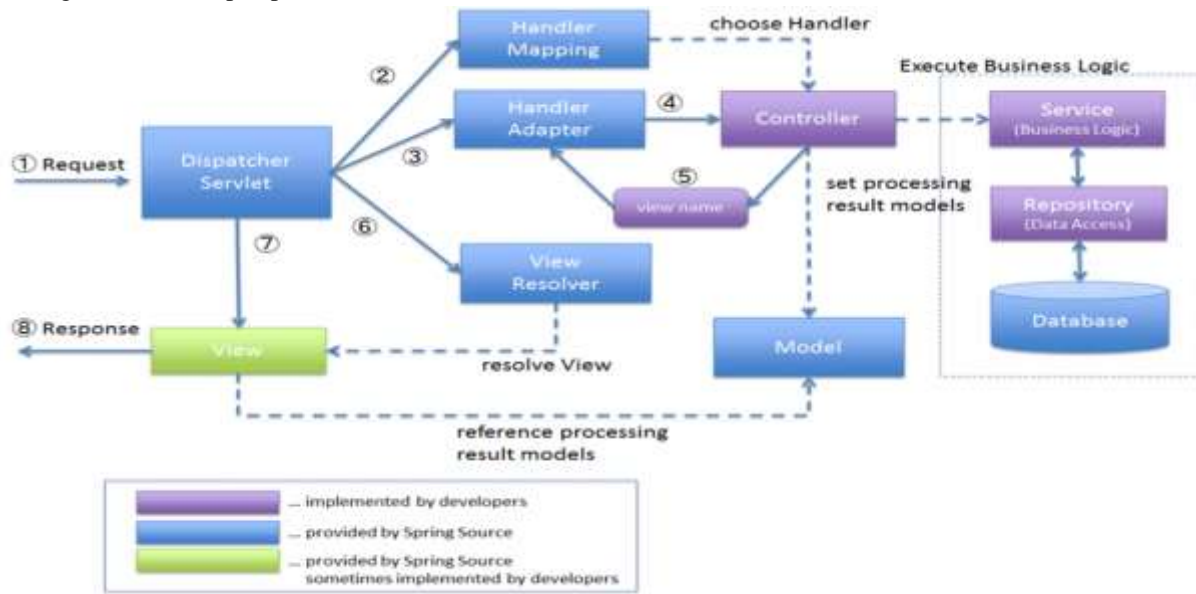 Handler
Mapping
choose Handler
②
Execute Business Logic
Handler
Adapter
④
Controller
Service
(Business Logic)
① Request
Dispatcher
Servlet
③
⑤
view name
set processing
result models
Repository
(Data Access)
⑥
⑦
View
Resolver
Database
⑧ Response
View
resolve View
Model
reference processing
result models
... implemented by developers
... provided by Spring Source
... provided by Spring Source
sometimes implemented by developers